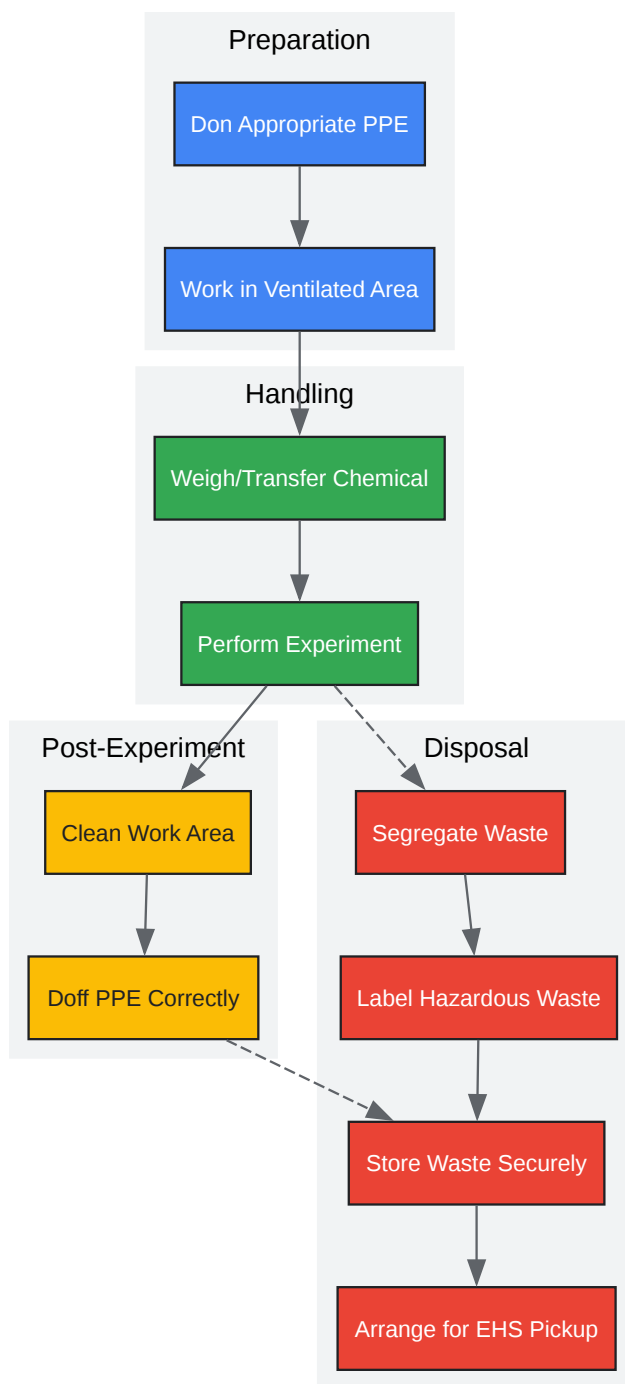 Preparation
Don Appropriate PPE
Work in Ventilated Area
Handling
Weigh/Transfer Chemical
Perform Experiment
Post-Experiment
Clean Work Area
Doff PPE Correctly
Disposal
Segregate Waste
Label Hazardous Waste
Store Waste Securely
Arrange for EHS Pickup